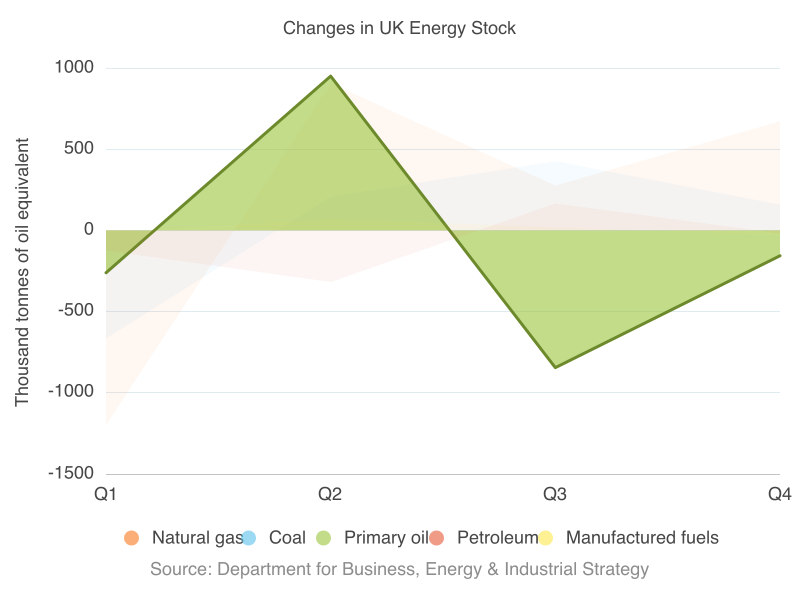 Changes in UK Energy Stock
Thousand tonnes of oil equivalent
1000
500
0
-500
-1000
-1500
Q1 Q2 Q3 Q4
Natural gas Coal Primary oil Petroleum Manufactured fuels
Source: Department for Business, Energy & Industrial Strategy